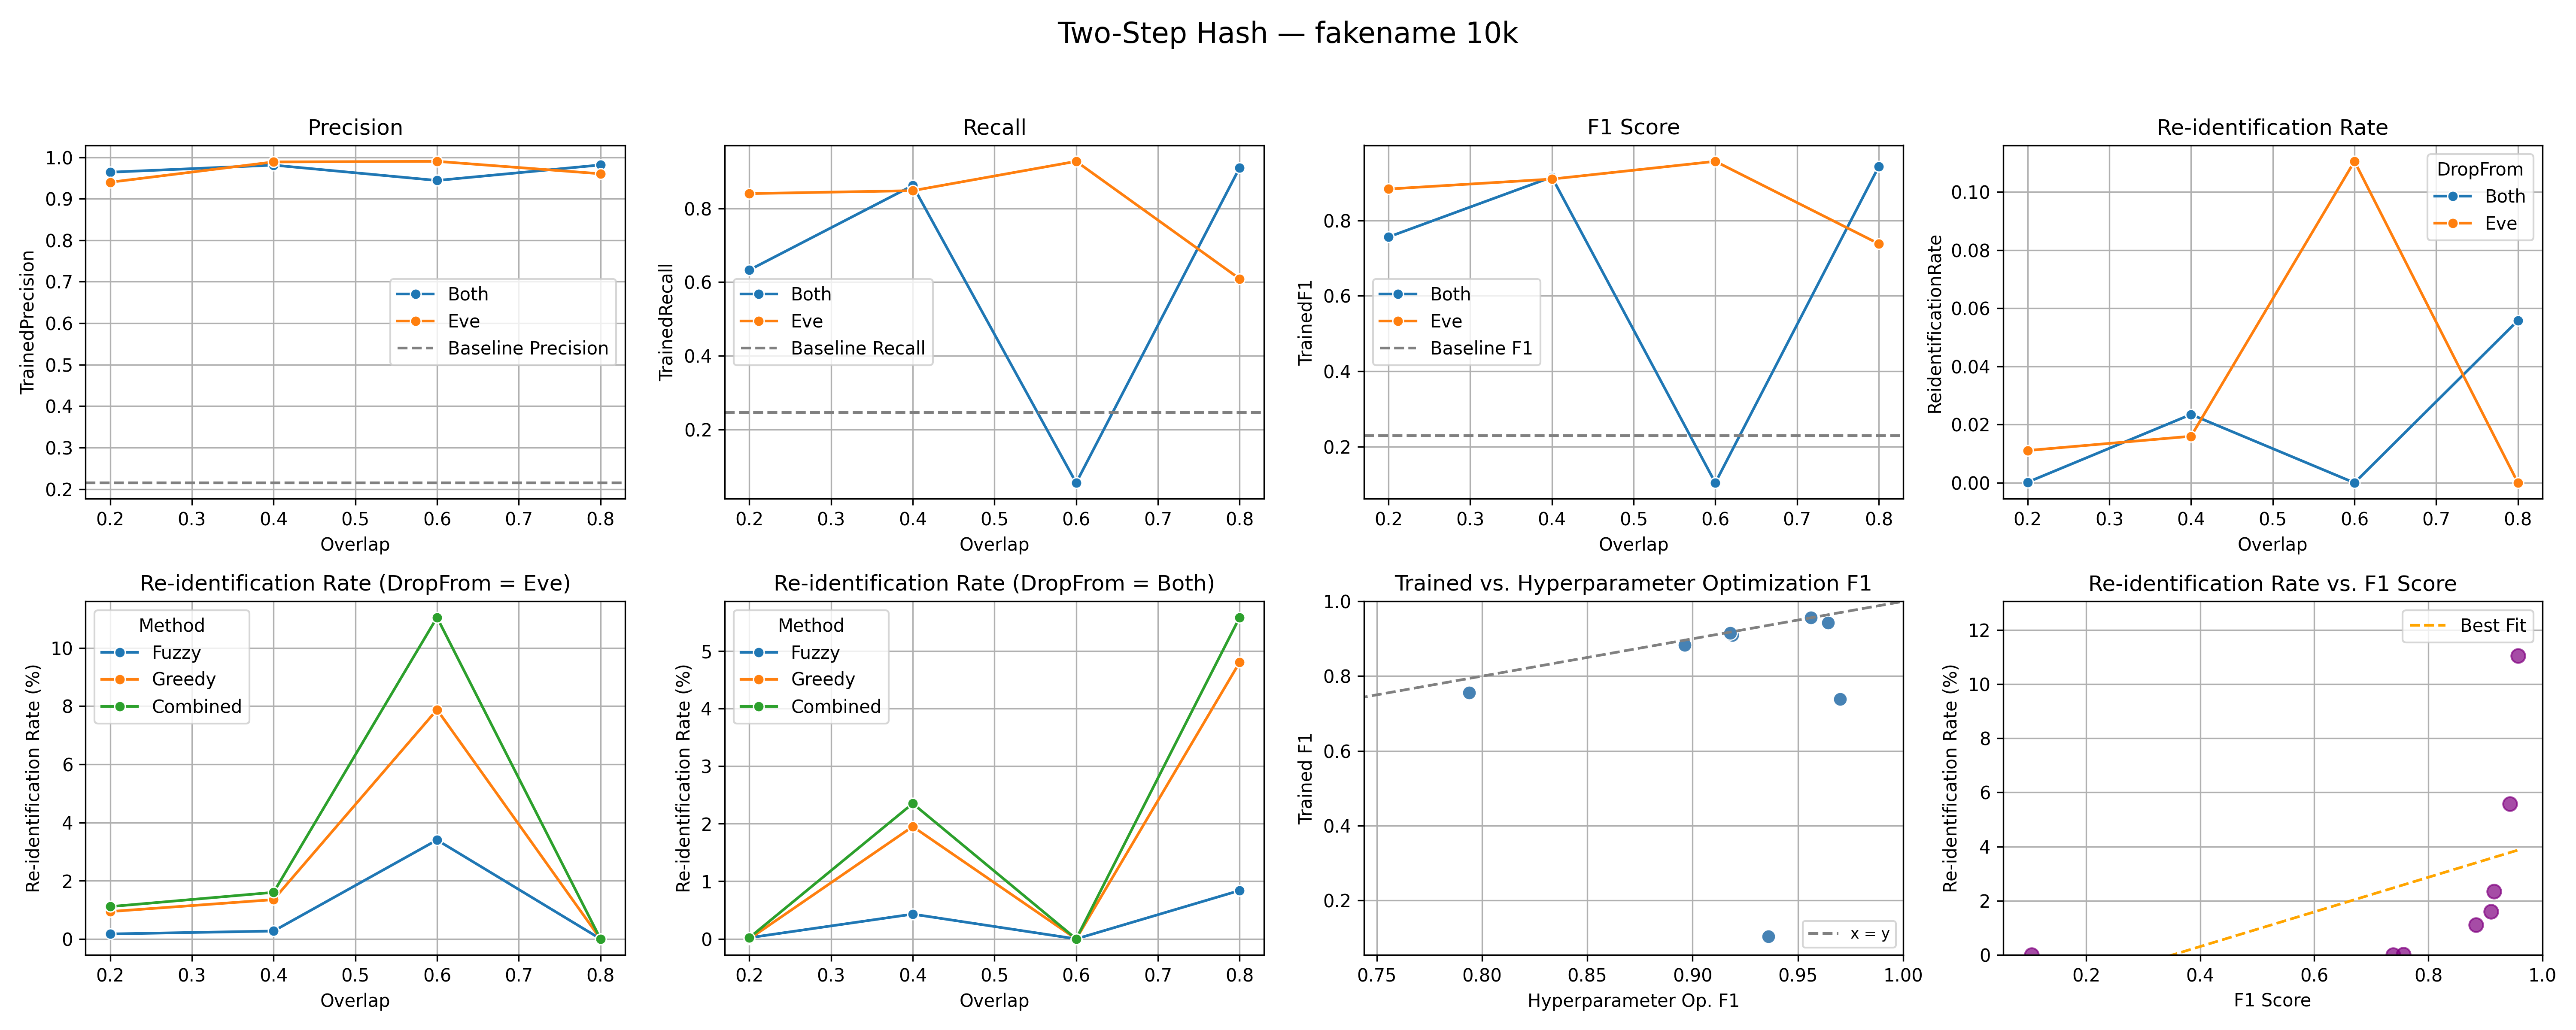 Two-Step Hash — fakename 10k
Precision
TrainedPrecision
1.0
0.9
0.8
0.7
0.6
0.5
0.4
0.3
0.2
Both
Eve
Baseline Precision
0.2 0.3 0.4 0.5 0.6 0.7 0.8
Overlap
Recall
TrainedRecall
0.8
0.6
0.4
0.2
Both
Eve
Baseline Recall
0.2 0.3 0.4 0.5 0.6 0.7 0.8
Overlap
F1 Score
TrainedF1
0.8
0.6
0.4
0.2
Both
Eve
Baseline F1
0.2 0.3 0.4 0.5 0.6 0.7 0.8
Overlap
Re-identification Rate
ReidentificationRate
0.10
0.08
0.06
0.04
0.02
0.00
DropFrom
Both
Eve
0.2 0.3 0.4 0.5 0.6 0.7 0.8
Overlap
Re-identification Rate (DropFrom = Eve)
Re-identification Rate (%)
10
8
6
4
2
0
Method
Fuzzy
Greedy
Combined
0.2 0.3 0.4 0.5 0.6 0.7 0.8
Overlap
Re-identification Rate (DropFrom = Both)
Re-identification Rate (%)
5
4
3
2
1
0
Method
Fuzzy
Greedy
Combined
0.2 0.3 0.4 0.5 0.6 0.7 0.8
Overlap
Trained vs. Hyperparameter Optimization F1
Trained F1
1.0
0.8
0.6
0.4
0.2
x = y
0.75 0.80 0.85 0.90 0.95 1.00
Hyperparameter Op. F1
Re-identification Rate vs. F1 Score
Re-identification Rate (%)
12
10
8
6
4
2
0
Best Fit
0.2 0.4 0.6 0.8 1.0
F1 Score